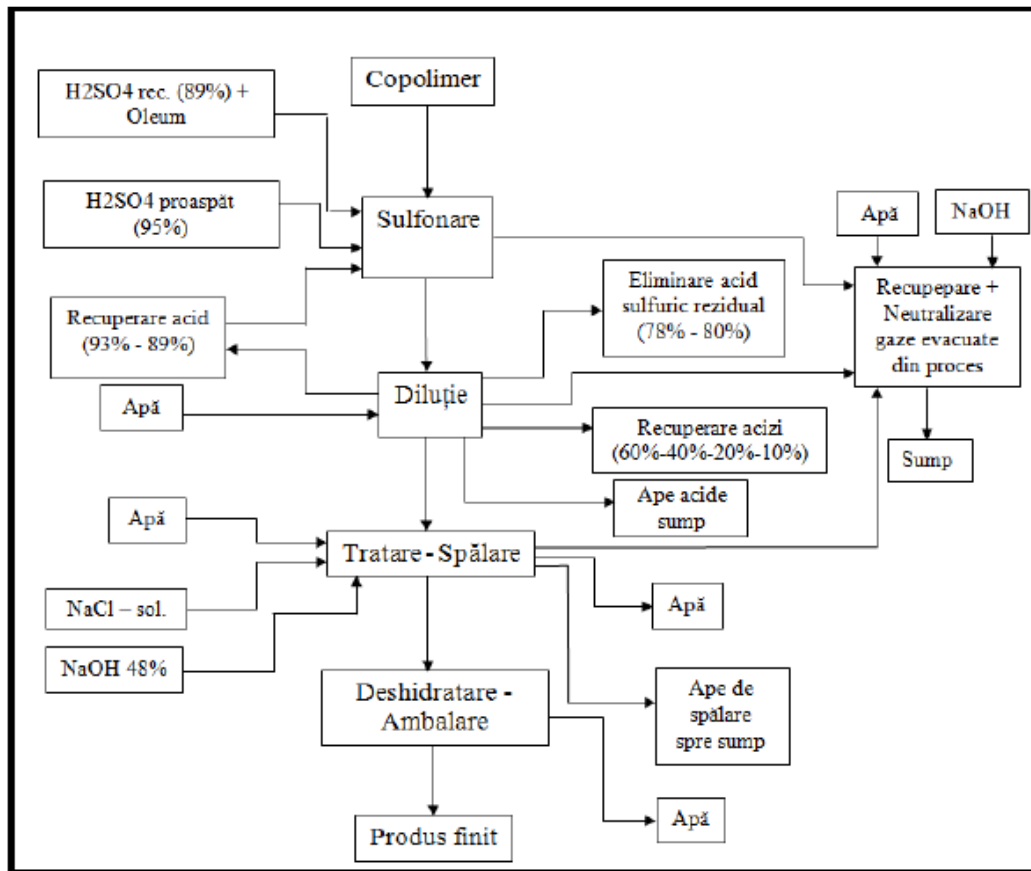 Copolimer
H2SO4 rec. (89%) +
Oleum
H2SO4 proaspăt
(95%)
Sulfonare
Apă
NaOH
Recuperare acid
(93% - 89%)
Eliminare acid
sulfuric rezidual
(78% - 80%)
Recupepare +
Neutralizare
gaze evacuate
din proces
Apă
Diluție
Recuperare acizi
(60%-40%-20%-10%)
Sump
Ape acide
sump
Apă
Tratare - Spălare
NaCl – sol.
Apă
NaOH 48%
Deshidratare -
Ambalare
Ape de
spălare
spre sump
Apă
Produs finit